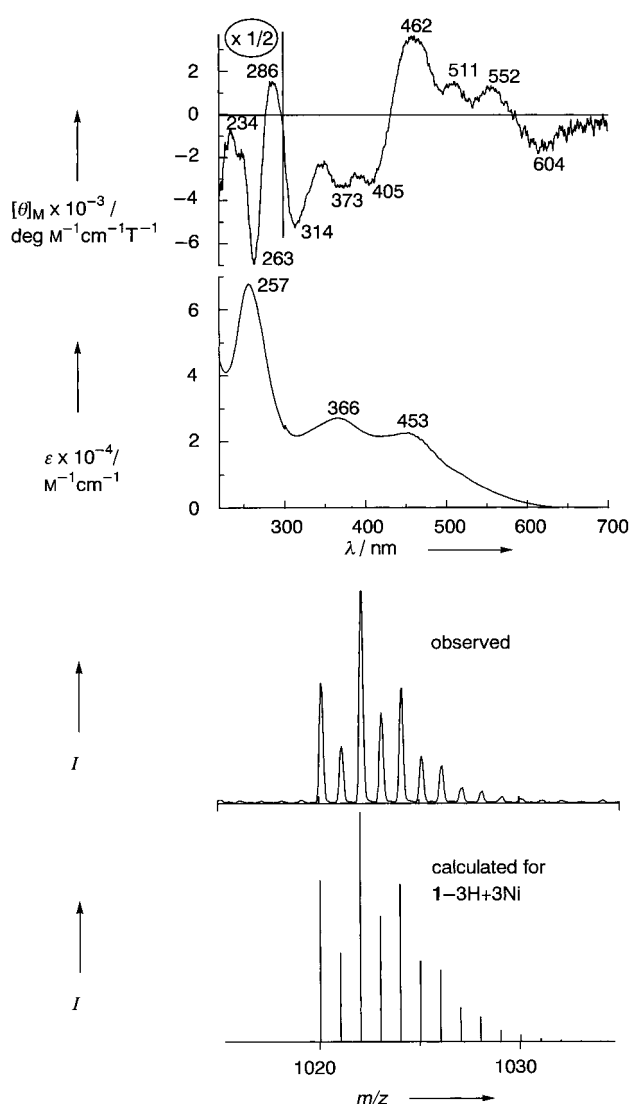 x 1/2
462
286
511
552
234
2
0
−2
−4
−6
[θ]M x 10−3 /
deg M−1cm−1T−1
604
405
373
314
263
257
6
4
2
0
366
453
ε x 10−4/
M−1cm−1
300 400 500 600 700
λ / nm
observed
I
calculated for
1−3H+3Ni
I
1020 1030
m/z